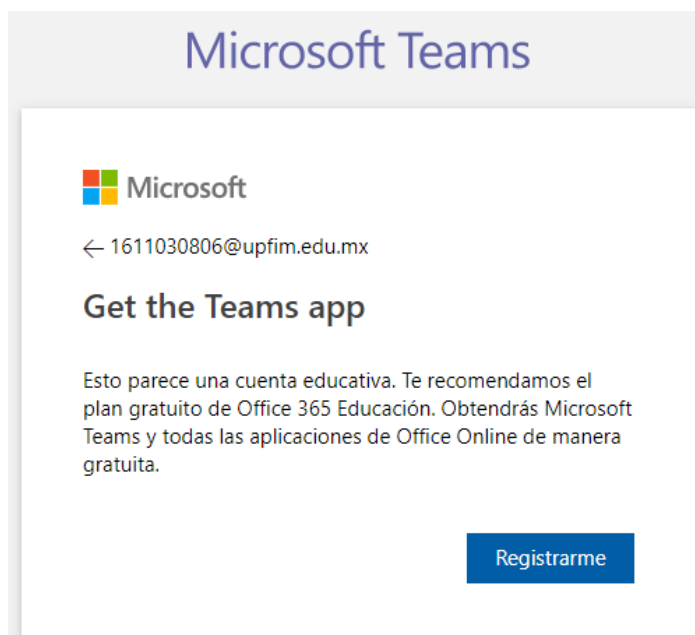 Microsoft Teams
Microsoft
← 1611030806@upfim.edu.mx
Get the Teams app
Esto parece una cuenta educativa. Te recomendamos el
plan gratuito de Office 365 Educación. Obtendrás Microsoft
Teams y todas las aplicaciones de Office Online de manera
gratuita.
Registrarme